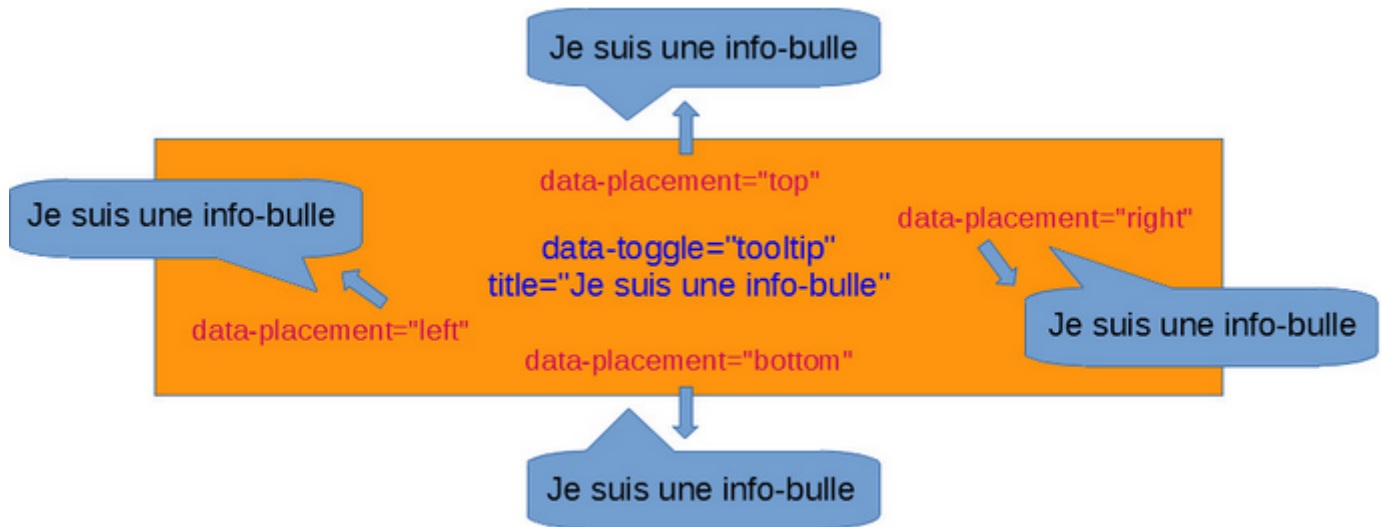 Je suis une info-bulle
data-placement="top"
Je suis une info-bulle
data-placement="right"
data-toggle="tooltip"
title="Je suis une info-bulle"
data-placement="left"
Je suis une info-bulle
data-placement="bottom"
Je suis une info-bulle